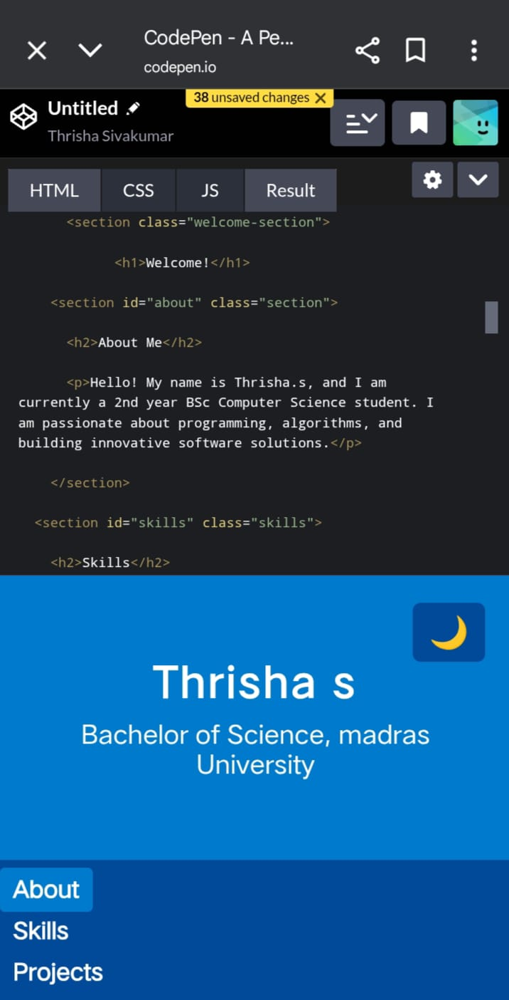 CodePen - A Pe...
codepen.io
38 unsaved changes
Untitled
Thrisha Sivakumar
HTML CSS JS Result
<section class="welcome-section">
<h1>Welcome!</h1>
<section id="about" class="section">
<h2>About Me</h2>
<p>Hello! My name is Thrisha.s, and I am
currently a 2nd year BSc Computer Science student. I
am passionate about programming, algorithms, and
building innovative software solutions.</p>
</section>
<section id="skills" class="skills">
<h2>Skills</h2>
Thrisha s
Bachelor of Science, madras
University
About
Skills
Projects